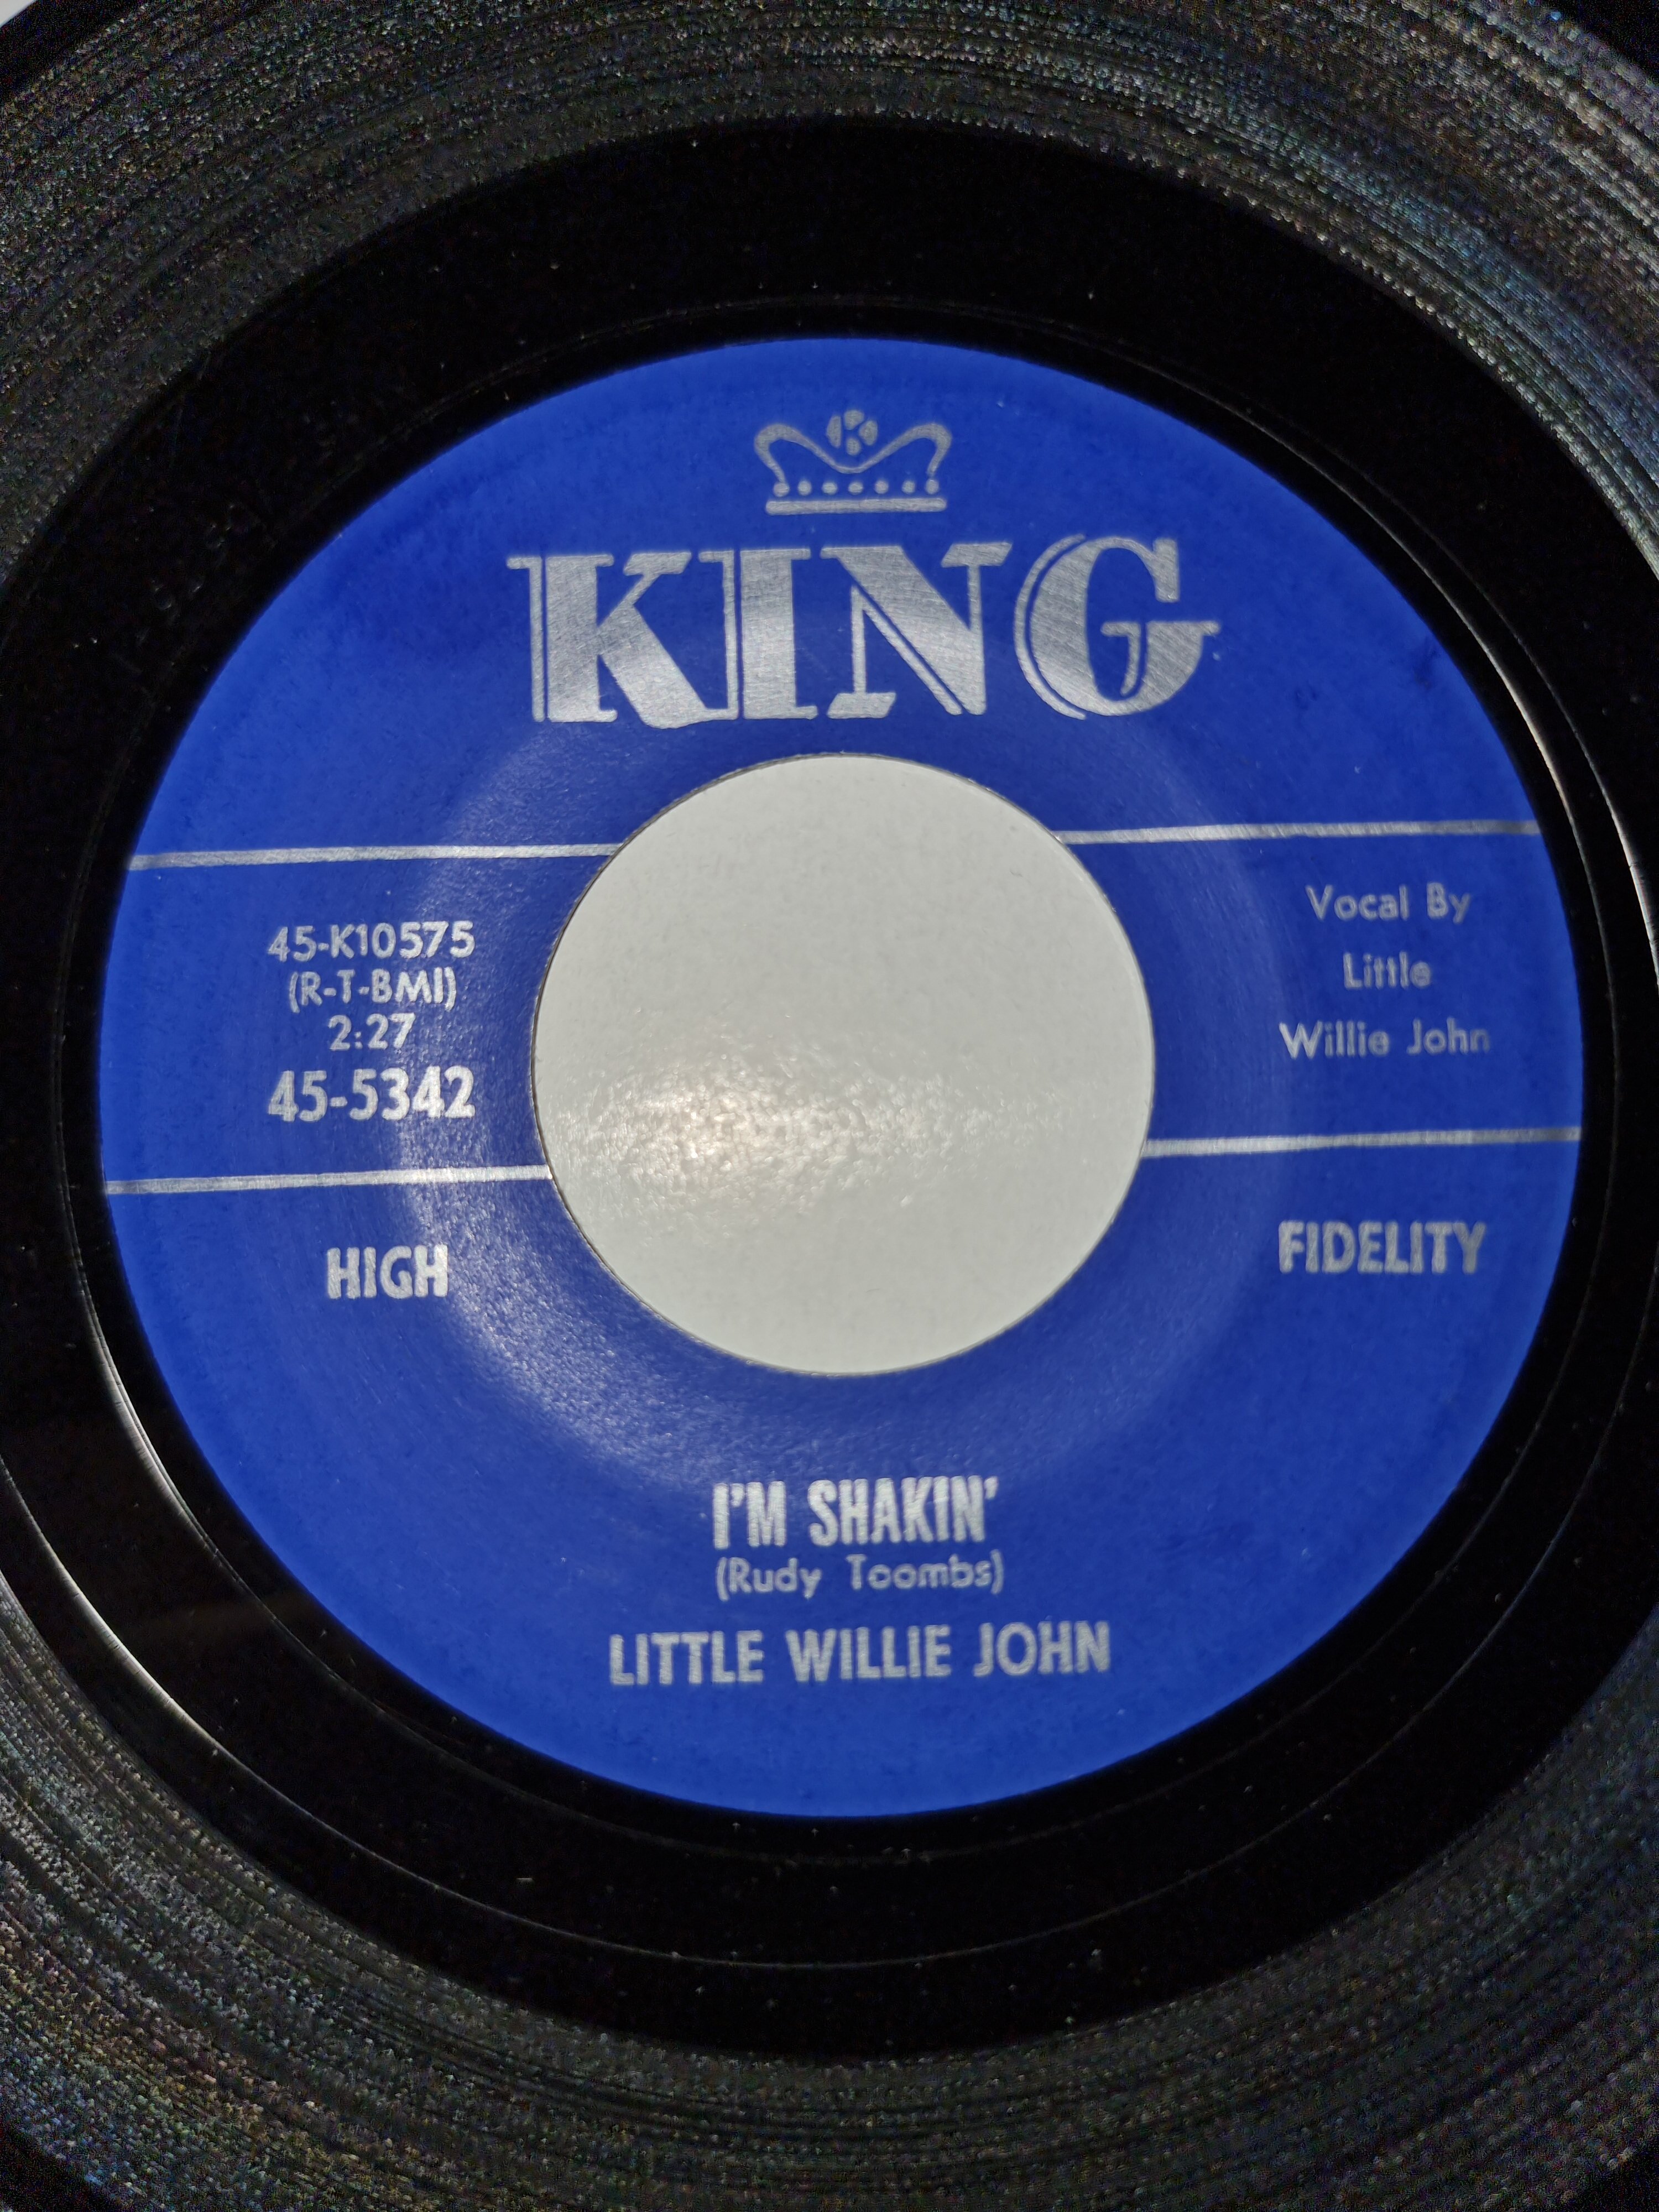 K
KING
45-K10575
(R-T-BMI)
2:27
45-5342
Vocal By
Little
Willie John
HIGH
FIDELITY
I'M SHAKIN'
(Rudy Toombs)
LITTLE WILLIE JOHN